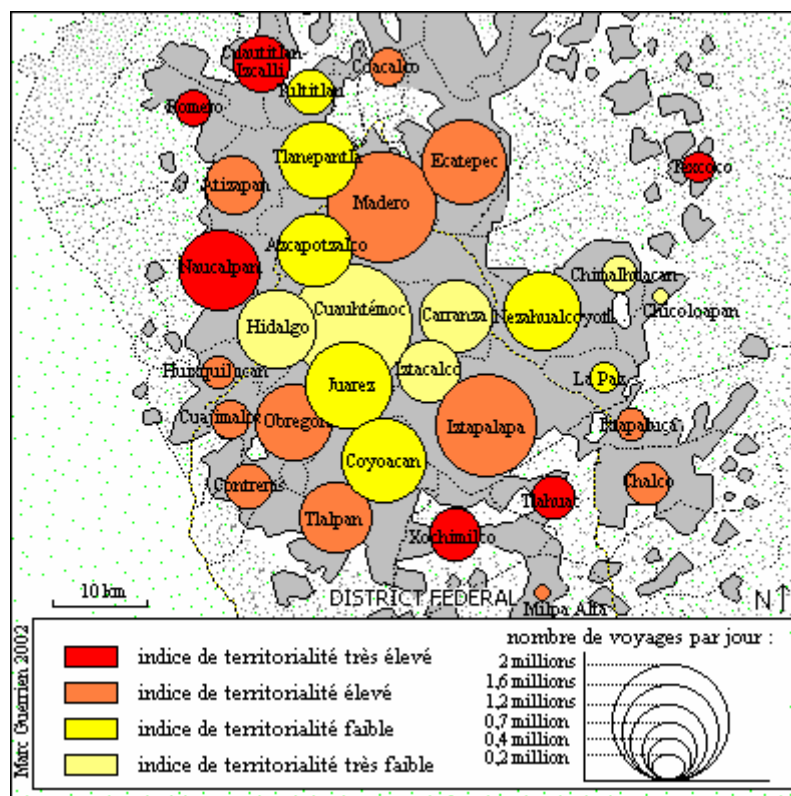 Cuautitlan-
Izcalli
Coacalco
Tultitlan
Romero
Tlanepantla
Ecatepec
Texcoco
Atizapan
Madero
Azcapotzalco
Naucalpan
Chimalhuacan
Cuauhtémoc
Carranza
Nezahualcoyotl
Chicoloapan
Hidalgo
Iztacalco
Huixquilucan
Juarez
La Paz
Cuajimalpa
Obregon
Iztapalapa
Ixtapaluca
Coyoacan
Contreras
Chalco
Tlahuac
Tlalpan
Xochimilco
10 km
DISTRICT FEDERAL
Milpa Alta
N
Marc Guerrien 2002
indice de territorialité très élevé
indice de territorialité élevé
indice de territorialité faible
indice de territorialité très faible
nombre de voyages par jour :
2 millions
1,6 millions
1,2 millions
0,7 million
0,4 million
0,2 million